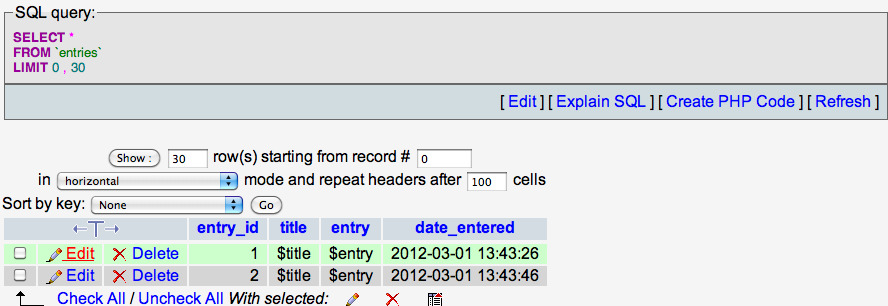 SQL query:
SELECT *
FROM `entries`
LIMIT 0 , 30
[ Edit ] [ Explain SQL ] [ Create PHP Code ] [ Refresh ]
Show : 30 row(s) starting from record # 0
in horizontal mode and repeat headers after 100 cells
Sort by key: None Go
←T→ entry_id title entry date_entered
Edit Delete 1 $title $entry 2012-03-01 13:43:26
Edit Delete 2 $title $entry 2012-03-01 13:43:46
Check All / Uncheck All With selected: